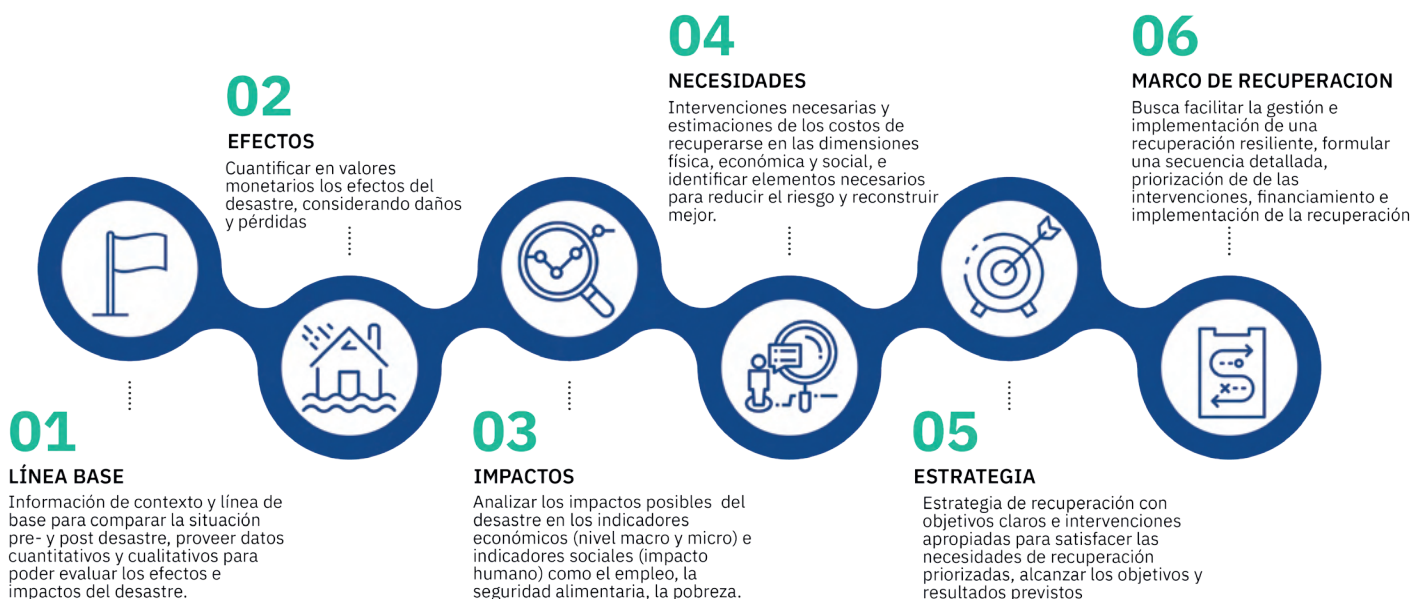 01
LÍNEA BASE
Información de contexto y línea de
base para comparar la situación
pre- y post desastre, proveer datos
cuantitativos y cualitativos para
poder evaluar los efectos e
impactos del desastre.
02
EFECTOS
Cuantificar en valores
monetarios los efectos del
desastre, considerando daños
y pérdidas
03
IMPACTOS
Analizar los impactos posibles  del
desastre en los indicadores
económicos (nivel macro y micro) e
indicadores sociales (impacto
humano) como el empleo, la
seguridad alimentaria, la pobreza.
04
NECESIDADES
Intervenciones necesarias y
estimaciones de los costos de
recuperarse en las dimensiones
física, económica y social, e
identificar elementos necesarios
para reducir el riesgo y reconstruir
mejor.
05
ESTRATEGIA
Estrategia de recuperación con
objetivos claros e intervenciones
apropiadas para satisfacer las
necesidades de recuperación
priorizadas, alcanzar los objetivos y
resultados previstos
06
MARCO DE RECUPERACION
Busca facilitar la gestión e
implementación de una
recuperación resiliente, formular
una secuencia detallada,
priorización de de las
intervenciones, financiamiento e
implementación de la recuperación